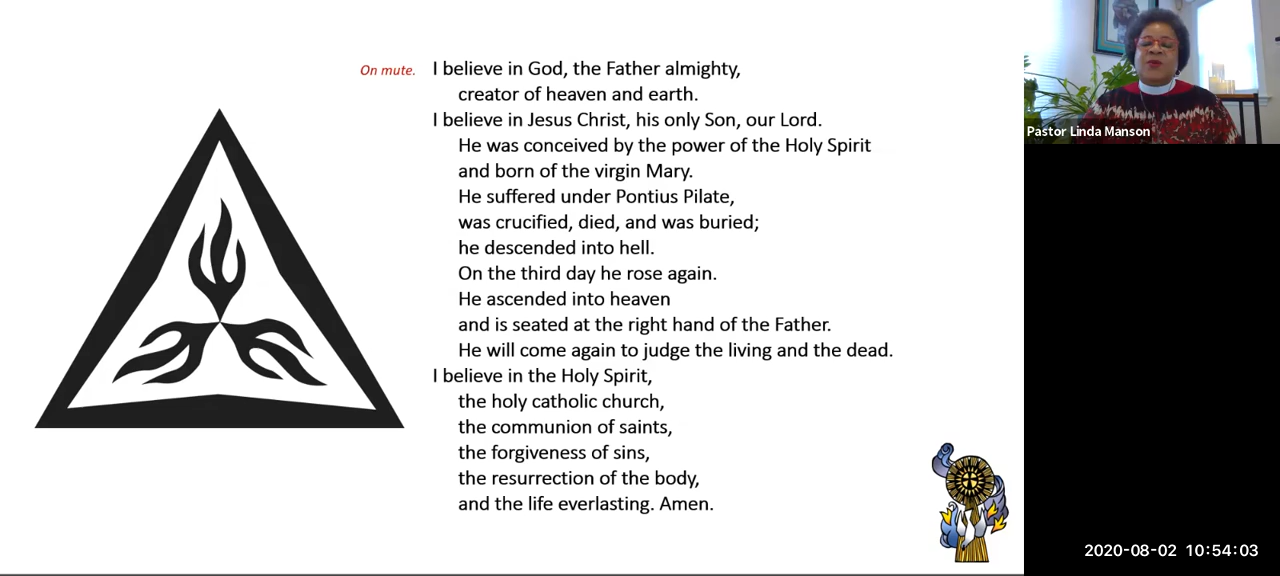 On mute. I believe in God, the Father almighty,
creator of heaven and earth.
I believe in Jesus Christ, his only Son, our Lord.
He was conceived by the power of the Holy Spirit
and born of the virgin Mary.
He suffered under Pontius Pilate,
was crucified, died, and was buried;
he descended into hell.
On the third day he rose again.
He ascended into heaven
and is seated at the right hand of the Father.
He will come again to judge the living and the dead.
I believe in the Holy Spirit,
the holy catholic church,
the communion of saints,
the forgiveness of sins,
the resurrection of the body,
and the life everlasting. Amen.
Pastor Linda Manson
2020-08-02 10:54:03